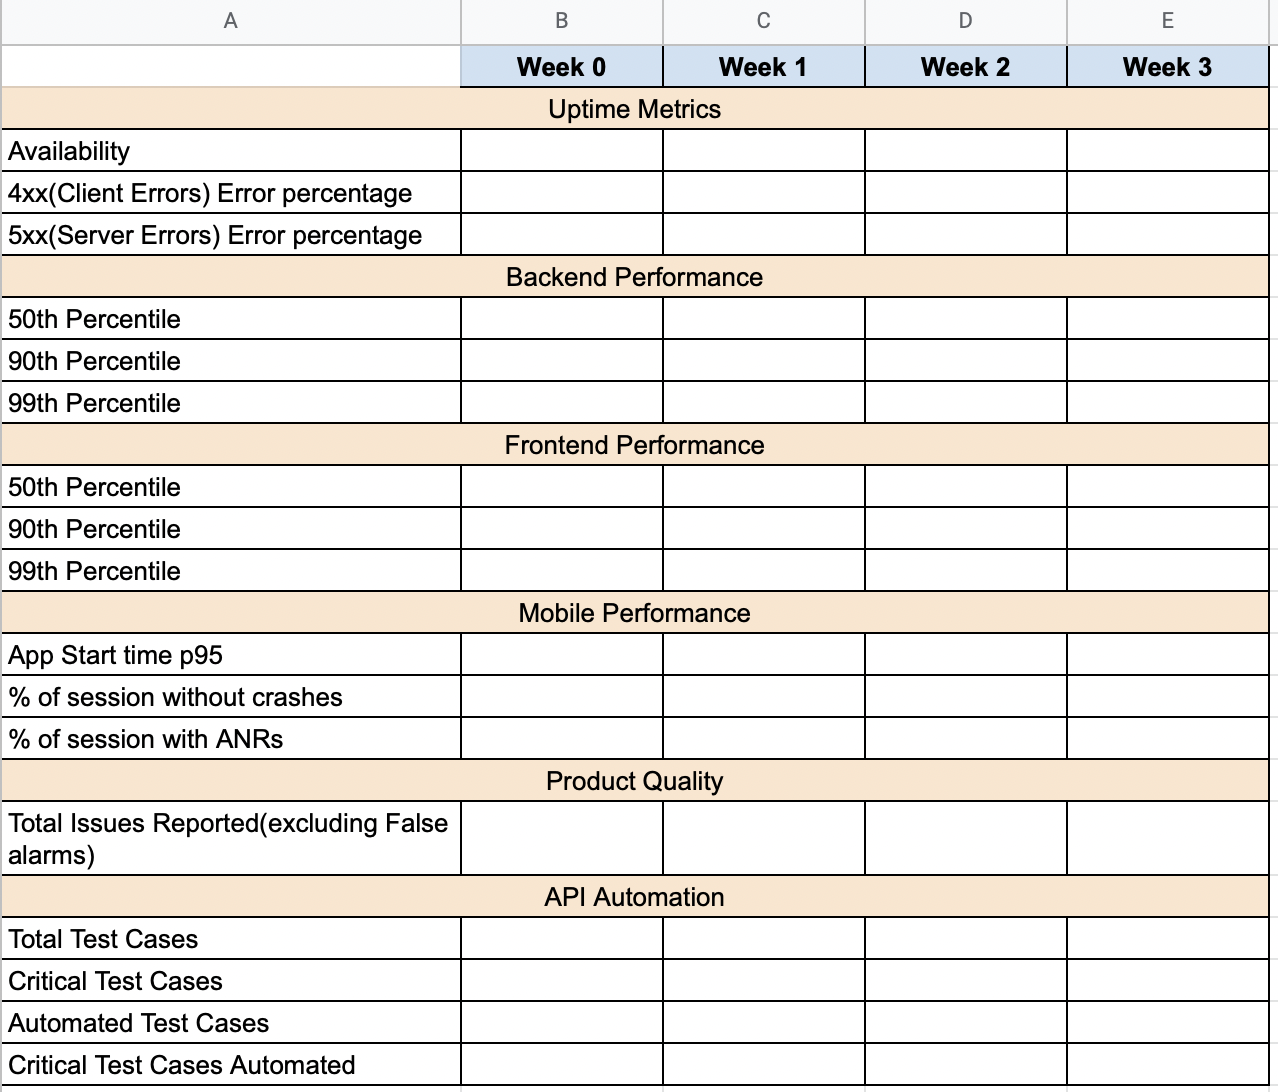 A B C D E
Week 0 Week 1 Week 2 Week 3
Uptime Metrics
Availability
4xx(Client Errors) Error percentage
5xx(Server Errors) Error percentage
Backend Performance
50th Percentile
90th Percentile
99th Percentile
Frontend Performance
50th Percentile
90th Percentile
99th Percentile
Mobile Performance
App Start time p95
% of session without crashes
% of session with ANRs
Product Quality
Total Issues Reported(excluding False
alarms)
API Automation
Total Test Cases
Critical Test Cases
Automated Test Cases
Critical Test Cases Automated